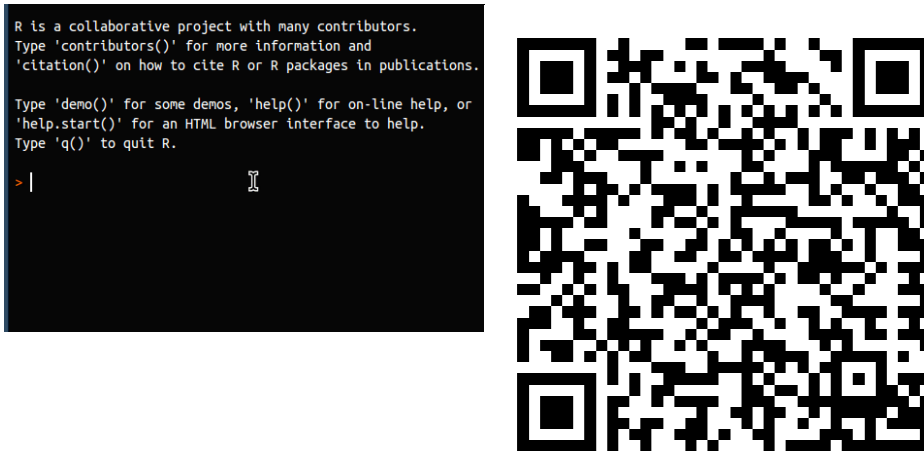 R is a collaborative project with many contributors.
Type 'contributors()' for more information and
'citation()' on how to cite R or R packages in publications.
Type 'demo()' for some demos, 'help()' for on-line help, or
'help.start()' for an HTML browser interface to help.
Type 'q()' to quit R.
>